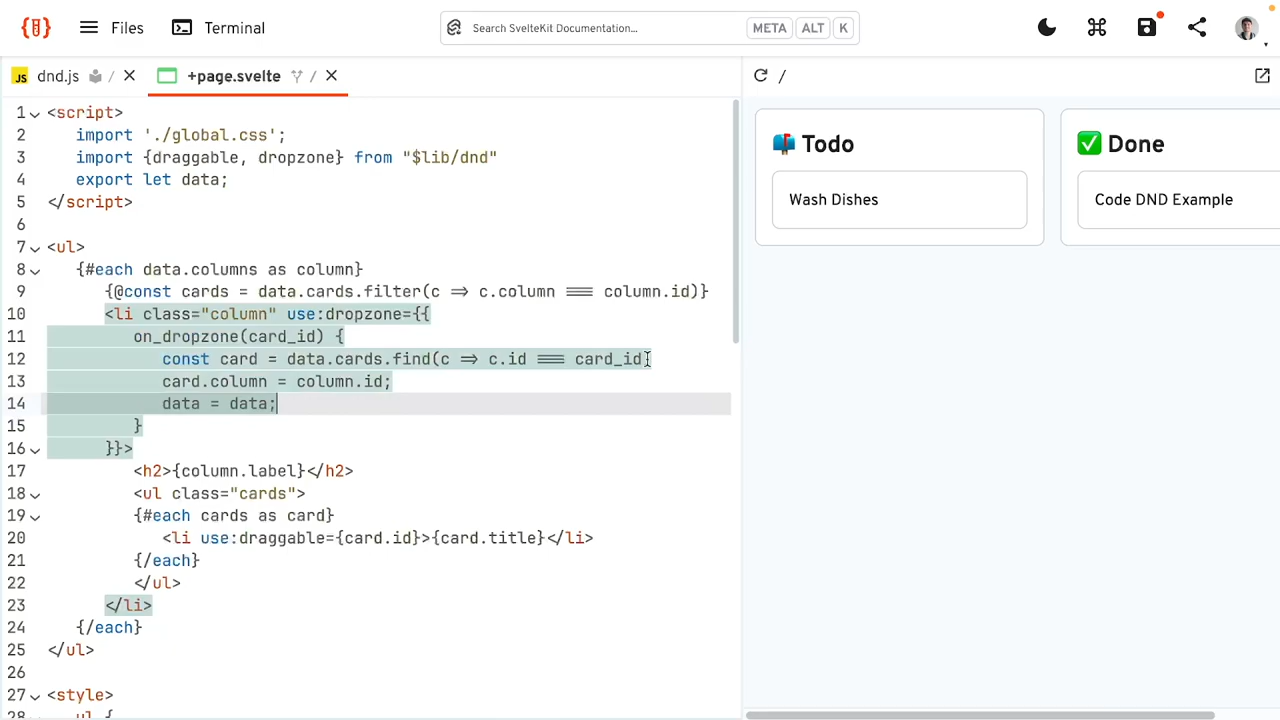 Files
Terminal
Search SvelteKit Documentation...
META
ALT
K
JS dnd.js /
+page.svelte /
/
1 <script>
2 import './global.css';
3 import {draggable, dropzone} from "$lib/dnd"
4 export let data;
5 </script>
6
7 <ul>
8 {#each data.columns as column}
9 {@const cards = data.cards.filter(c => c.column === column.id)}
10 <li class="column" use:dropzone={{
11 on_dropzone(card_id) {
12 const card = data.cards.find(c => c.id === card_id)
13 card.column = column.id;
14 data = data;
15 }
16 }}>
17 <h2>{column.label}</h2>
18 <ul class="cards">
19 {#each cards as card}
20 <li use:draggable={card.id}>{card.title}</li>
21 {/each}
22 </ul>
23 </li>
24 {/each}
25 </ul>
26
27 <style>
28 ul {
Todo
Wash Dishes
Done
Code DND Example